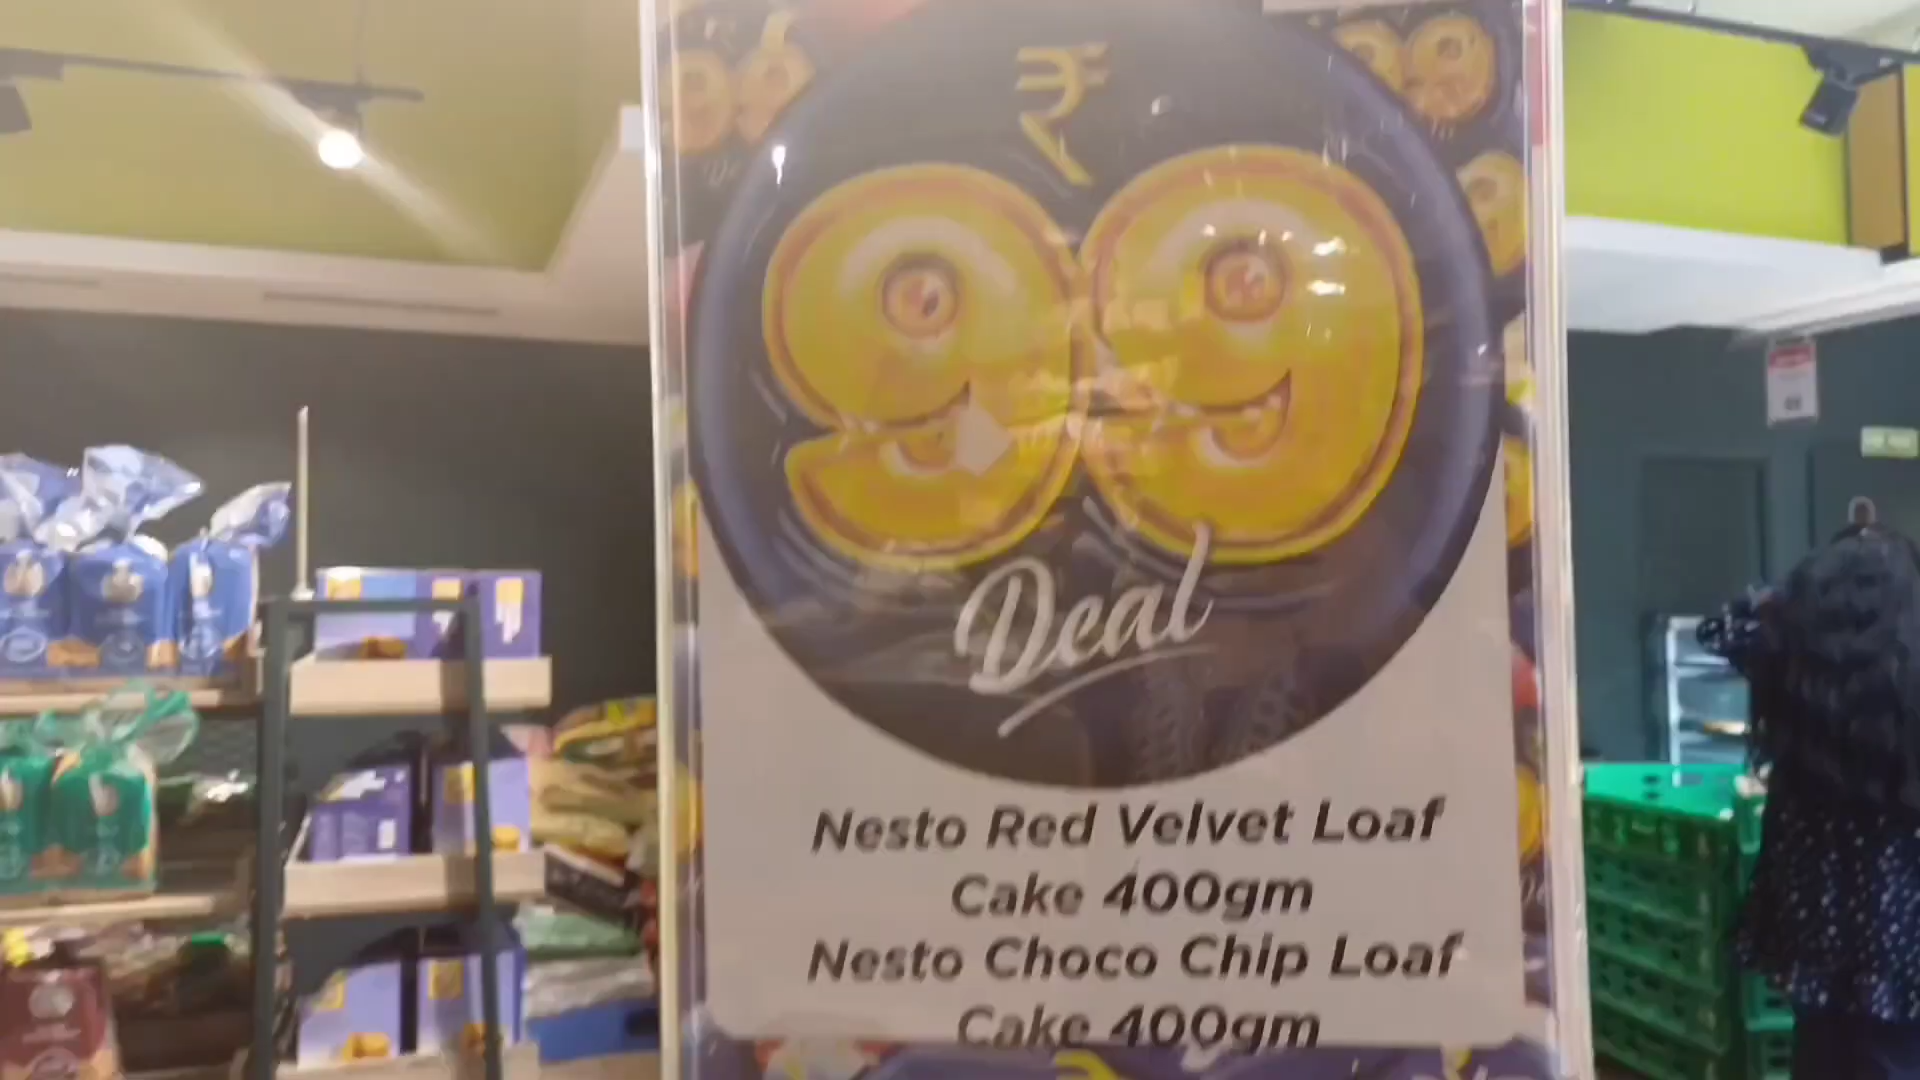 ₹
99
Deal
Nesto Red Velvet Loaf
Cake 400gm
Nesto Choco Chip Loaf
Cake 400gm